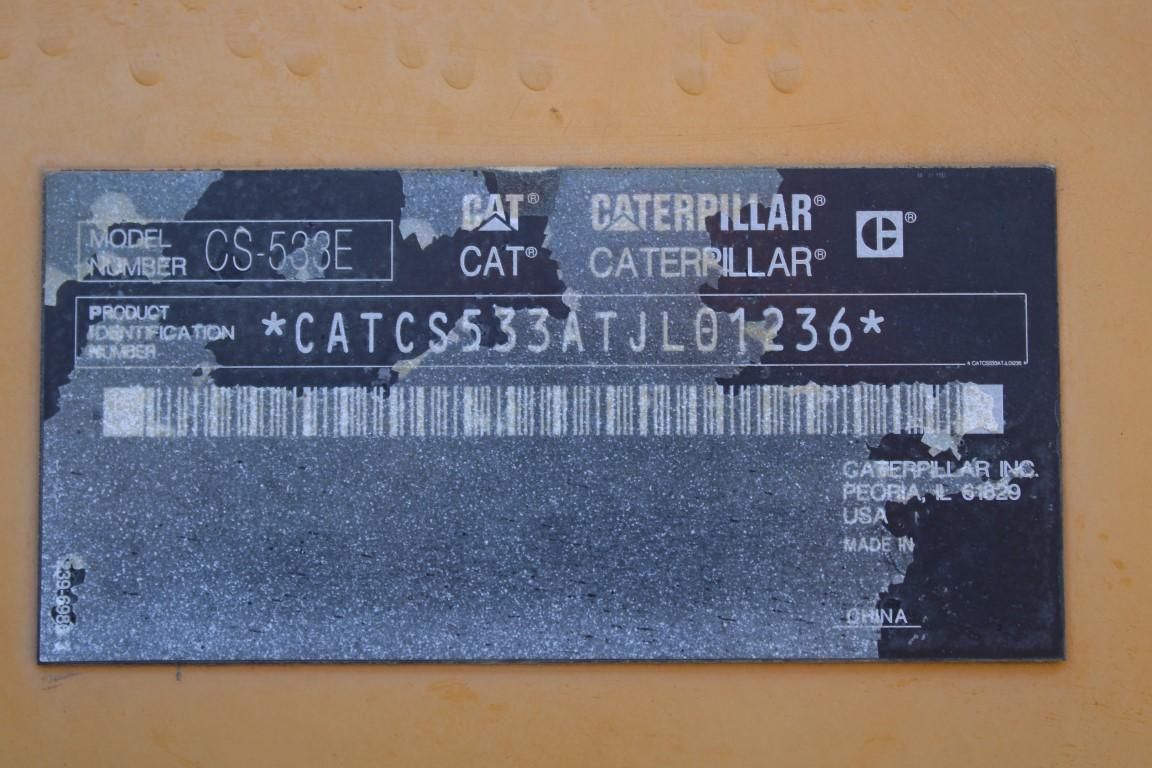 MODEL
NUMBER
CS-533E
CAT® CATERPILLAR®
CAT® CATERPILLAR®
PRODUCT
IDENTIFICATION
NUMBER
*CATCS533ATJL01236*
* CATCS533ATJL01236 *
CATERPILLAR INC.
PEORIA, IL 61629
USA
MADE IN
CHINA